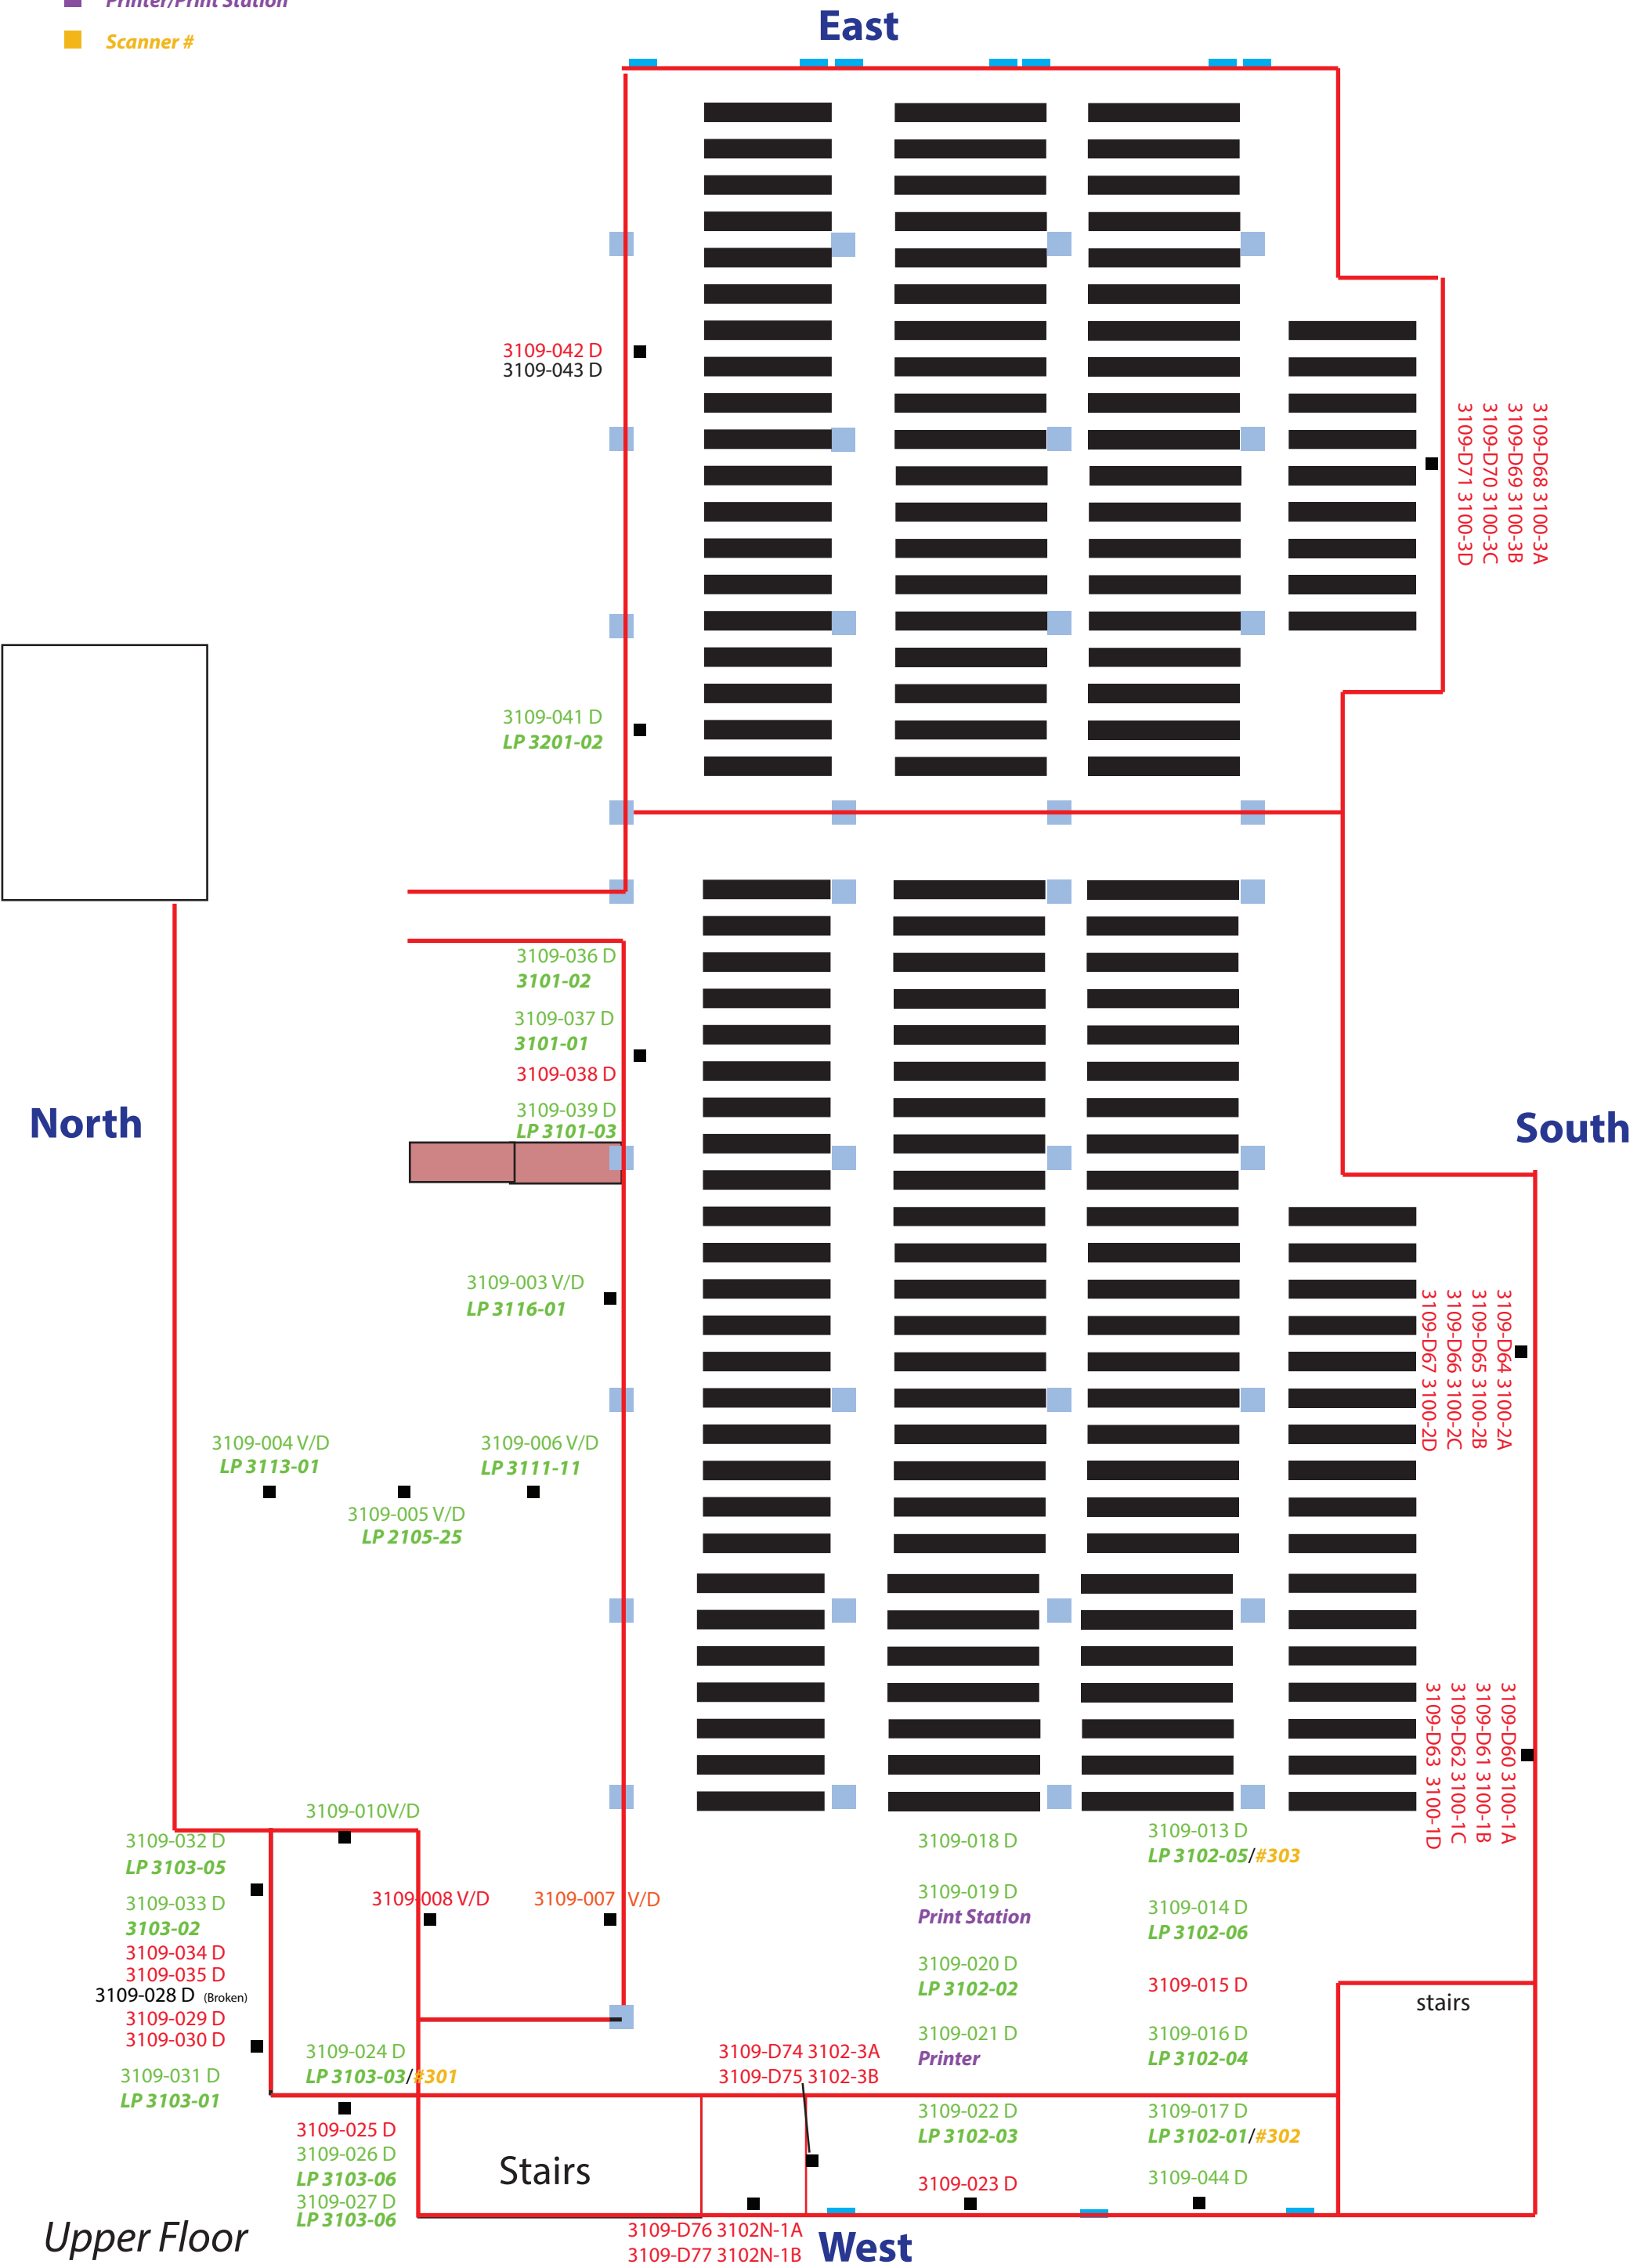 Printer/Print Station
Scanner #
East
3109-042 D
3109-043 D
3109-D68 3100-3A
3109-D69 3100-3B
3109-D70 3100-3C
3109-D71 3100-3D
3109-041 D
LP 3201-02
3109-036 D
3101-02
3109-037 D
3101-01
3109-038 D
3109-039 D
LP 3101-03
North
South
3109-003 V/D
LP 3116-01
3109-D64 3100-2A
3109-D65 3100-2B
3109-D66 3100-2C
3109-D67 3100-2D
3109-004 V/D
LP 3113-01
3109-006 V/D
LP 3111-11
3109-005 V/D
LP 2105-25
3109-D60 3100-1A
3109-D61 3100-1B
3109-D62 3100-1C
3109-D63 3100-1D
3109-010V/D
3109-032 D
LP 3103-05
3109-033 D
3103-02
3109-034 D
3109-035 D
3109-028 D (Broken)
3109-029 D
3109-030 D
3109-031 D
LP 3103-01
3109-008 V/D
3109-007 V/D
3109-018 D
3109-019 D
Print Station
3109-020 D
LP 3102-02
3109-021 D
Printer
3109-013 D
LP 3102-05/#303
3109-014 D
LP 3102-06
3109-015 D
3109-016 D
LP 3102-04
stairs
3109-024 D
LP 3103-03/#301
3109-D74 3102-3A
3109-D75 3102-3B
3109-025 D
3109-026 D
LP 3103-06
3109-027 D
LP 3103-06
Stairs
3109-022 D
LP 3102-03
3109-023 D
3109-017 D
LP 3102-01/#302
3109-044 D
Upper Floor
3109-D76 3102N-1A
3109-D77 3102N-1B
West